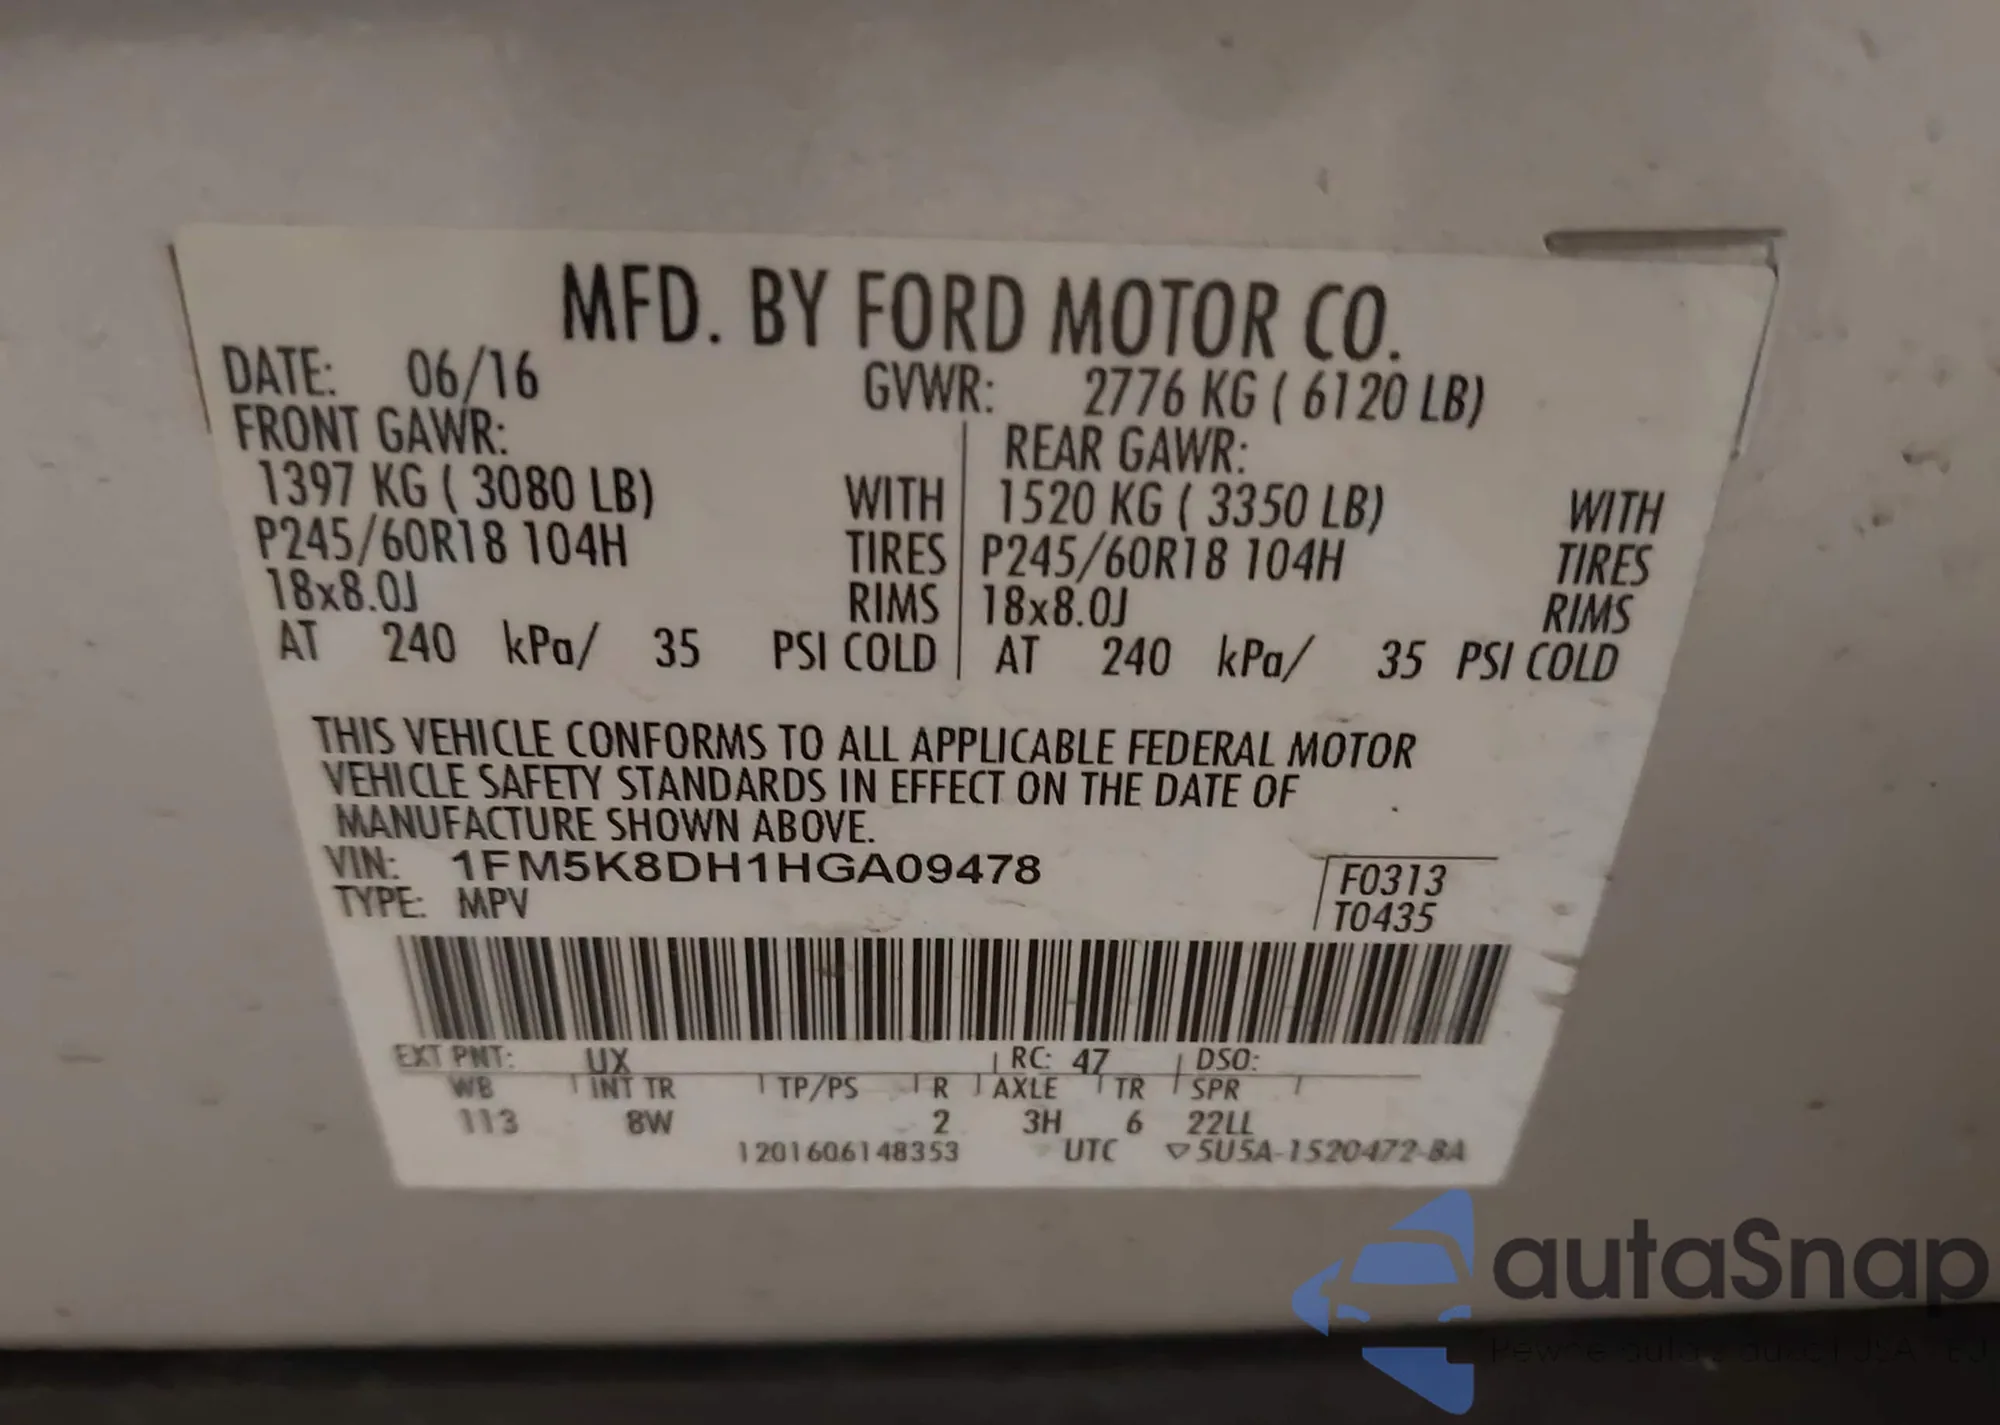 MFD. BY FORD MOTOR CO.
DATE: 06/16 GVWR: 2776 KG ( 6120 LB)
FRONT GAWR: REAR GAWR:
1397 KG ( 3080 LB) WITH 1520 KG ( 3350 LB) WITH
P245/60R18 104H TIRES P245/60R18 104H TIRES
18x8.0J RIMS 18x8.0J RIMS
AT 240 kPa/ 35 PSI COLD AT 240 kPa/ 35 PSI COLD
THIS VEHICLE CONFORMS TO ALL APPLICABLE FEDERAL MOTOR
VEHICLE SAFETY STANDARDS IN EFFECT ON THE DATE OF
MANUFACTURE SHOWN ABOVE.
VIN: 1FM5K8DH1HGA09478 F0313
TYPE: MPV T0435
EXT PNT: UX RC: 47 DSO:
WB INT TR TP/PS R AXLE TR SPR
113 8W 2 3H 6 22LL
1201606148353 UTC ▽5U5A-1520472-BA
autaSnap